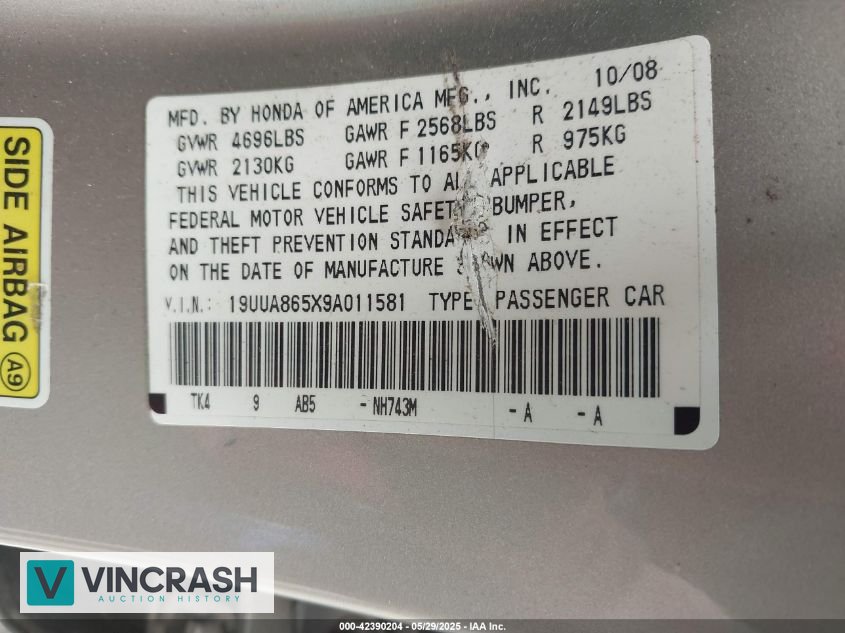 MFD. BY HONDA OF AMERICA MFG., INC. 10/08
GVWR 4696LBS GAWR F 2568LBS R 2149LBS
GVWR 2130KG GAWR F 1165KG R 975KG
THIS VEHICLE CONFORMS TO ALL APPLICABLE
FEDERAL MOTOR VEHICLE SAFETY, BUMPER,
AND THEFT PREVENTION STANDARDS IN EFFECT
ON THE DATE OF MANUFACTURE SHOWN ABOVE.
V.I.N.: 19UUA865X9A011581 TYPE: PASSENGER CAR
TK4 9 AB5 - NH743M - A - A
SIDE AIRBAG A9
V VINCRASH
AUCTION HISTORY
000-42390204 - 05/29/2025 - IAA Inc.